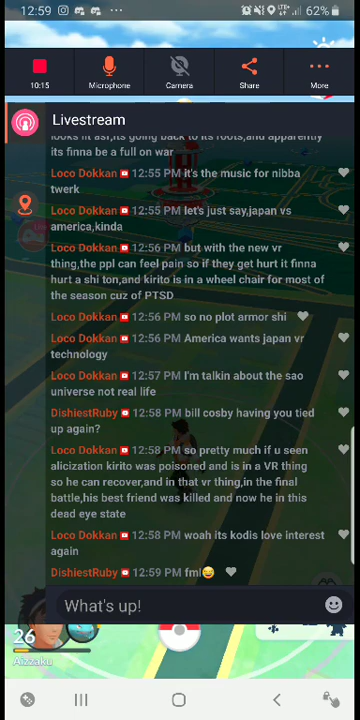 12:59 ... LTE+ 62%
10:15 Microphone Camera Share More
Livestream
looks lit asf,its going back to its roots,and apparently
its finna be a full on war
Loco Dokkan 12:55 PM it's the music for nibba
twerk
Loco Dokkan 12:55 PM let's just say,japan vs
america,kinda
Loco Dokkan 12:56 PM but with the new vr
thing,the ppl can feel pain so if they get hurt it finna
hurt a shi ton,and kirito is in a wheel chair for most of
the season cuz of PTSD
Loco Dokkan 12:56 PM so no plot armor shi
Loco Dokkan 12:56 PM America wants japan vr
technology
Loco Dokkan 12:57 PM I'm talkin about the sao
universe not real life
DishiestRuby 12:58 PM bill cosby having you tied
up again?
Loco Dokkan 12:58 PM so pretty much if u seen
alicization kirito was poisoned and is in a VR thing
so he can recover,and in that vr thing,in the final
battle,his best friend was killed and now he in this
dead eye state
Loco Dokkan 12:58 PM woah its kodis love interest
again
DishiestRuby 12:59 PM fml😅
What's up!
26
Aizzaku